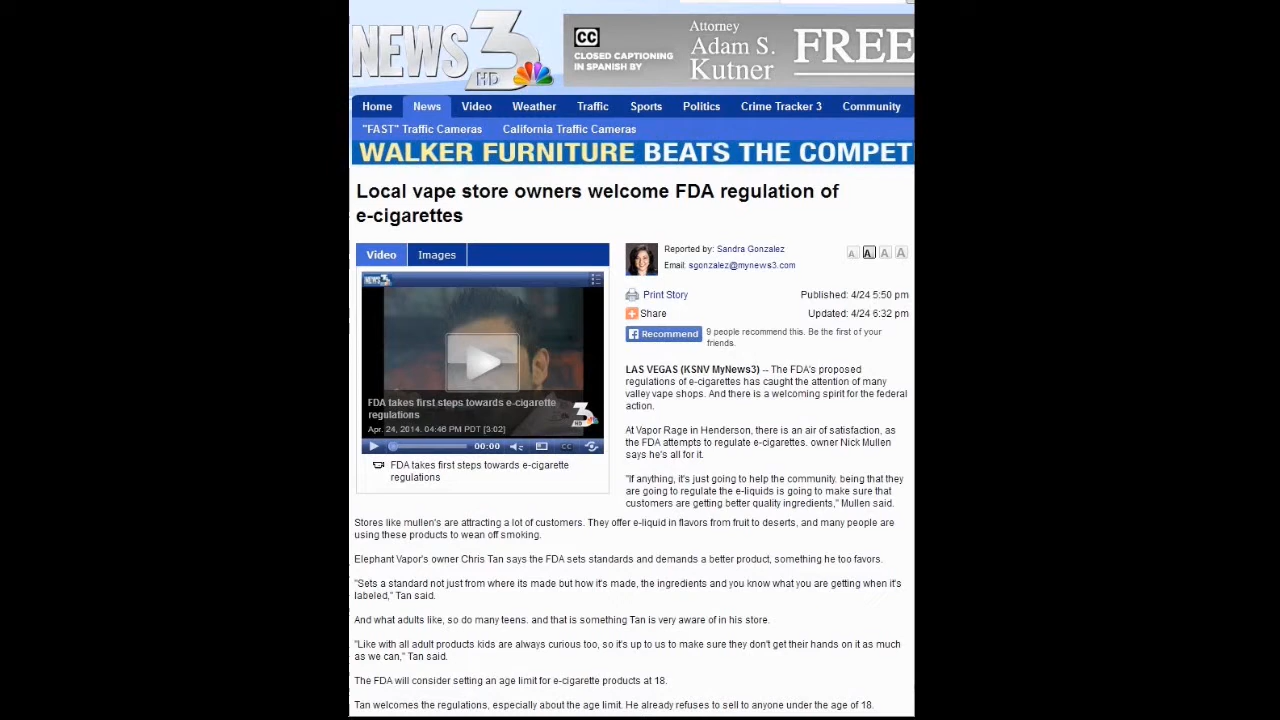 NEWS 3
HD
CC
CLOSED CAPTIONING
IN SPANISH BY
Attorney
Adam S.
Kutner
FREE
Home News Video Weather Traffic Sports Politics Crime Tracker 3 Community
"FAST" Traffic Cameras California Traffic Cameras
WALKER FURNITURE BEATS THE COMPET
Local vape store owners welcome FDA regulation of
e-cigarettes
Video Images
NEWS 3
FDA takes first steps towards e-cigarette
regulations
3
HD
Apr. 24, 2014. 04:46 PM PDT [3:02]
00:00
CC
FDA takes first steps towards e-cigarette
regulations
Reported by: Sandra Gonzalez
Email: sgonzalez@mynews3.com
A A A A
Print Story Published: 4/24 5:50 pm
Share Updated: 4/24 6:32 pm
Recommend 9 people recommend this. Be the first of your
friends.
LAS VEGAS (KSNV MyNews3) -- The FDA's proposed
regulations of e-cigarettes has caught the attention of many
valley vape shops. And there is a welcoming spirit for the federal
action.
At Vapor Rage in Henderson, there is an air of satisfaction, as
the FDA attempts to regulate e-cigarettes. owner Nick Mullen
says he's all for it.
"If anything, it's just going to help the community, being that they
are going to regulate the e-liquids is going to make sure that
customers are getting better quality ingredients," Mullen said.
Stores like mullen's are attracting a lot of customers. They offer e-liquid in flavors from fruit to deserts, and many people are
using these products to wean off smoking.
Elephant Vapor's owner Chris Tan says the FDA sets standards and demands a better product, something he too favors.
"Sets a standard not just from where its made but how it's made, the ingredients and you know what you are getting when it's
labeled," Tan said.
And what adults like, so do many teens. and that is something Tan is very aware of in his store.
"Like with all adult products kids are always curious too, so it's up to us to make sure they don't get their hands on it as much
as we can," Tan said.
The FDA will consider setting an age limit for e-cigarette products at 18.
Tan welcomes the regulations, especially about the age limit. He already refuses to sell to anyone under the age of 18.